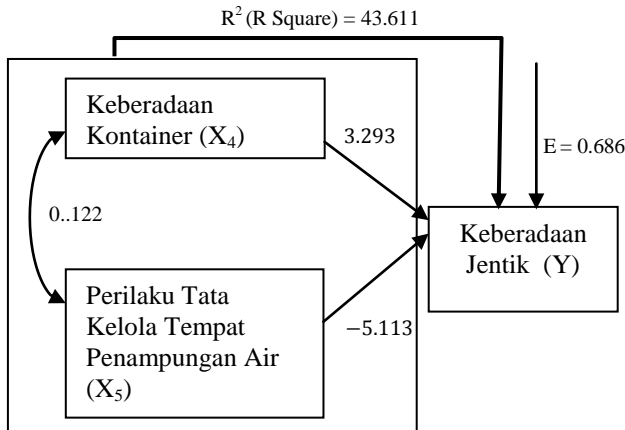 R² (R Square) = 43.611
Keberadaan
Kontainer (X₄)
3.293
E = 0.686
0..122
Keberadaan
Jentik (Y)
Perilaku Tata
Kelola Tempat
Penampungan Air
(X₅)
−5.113